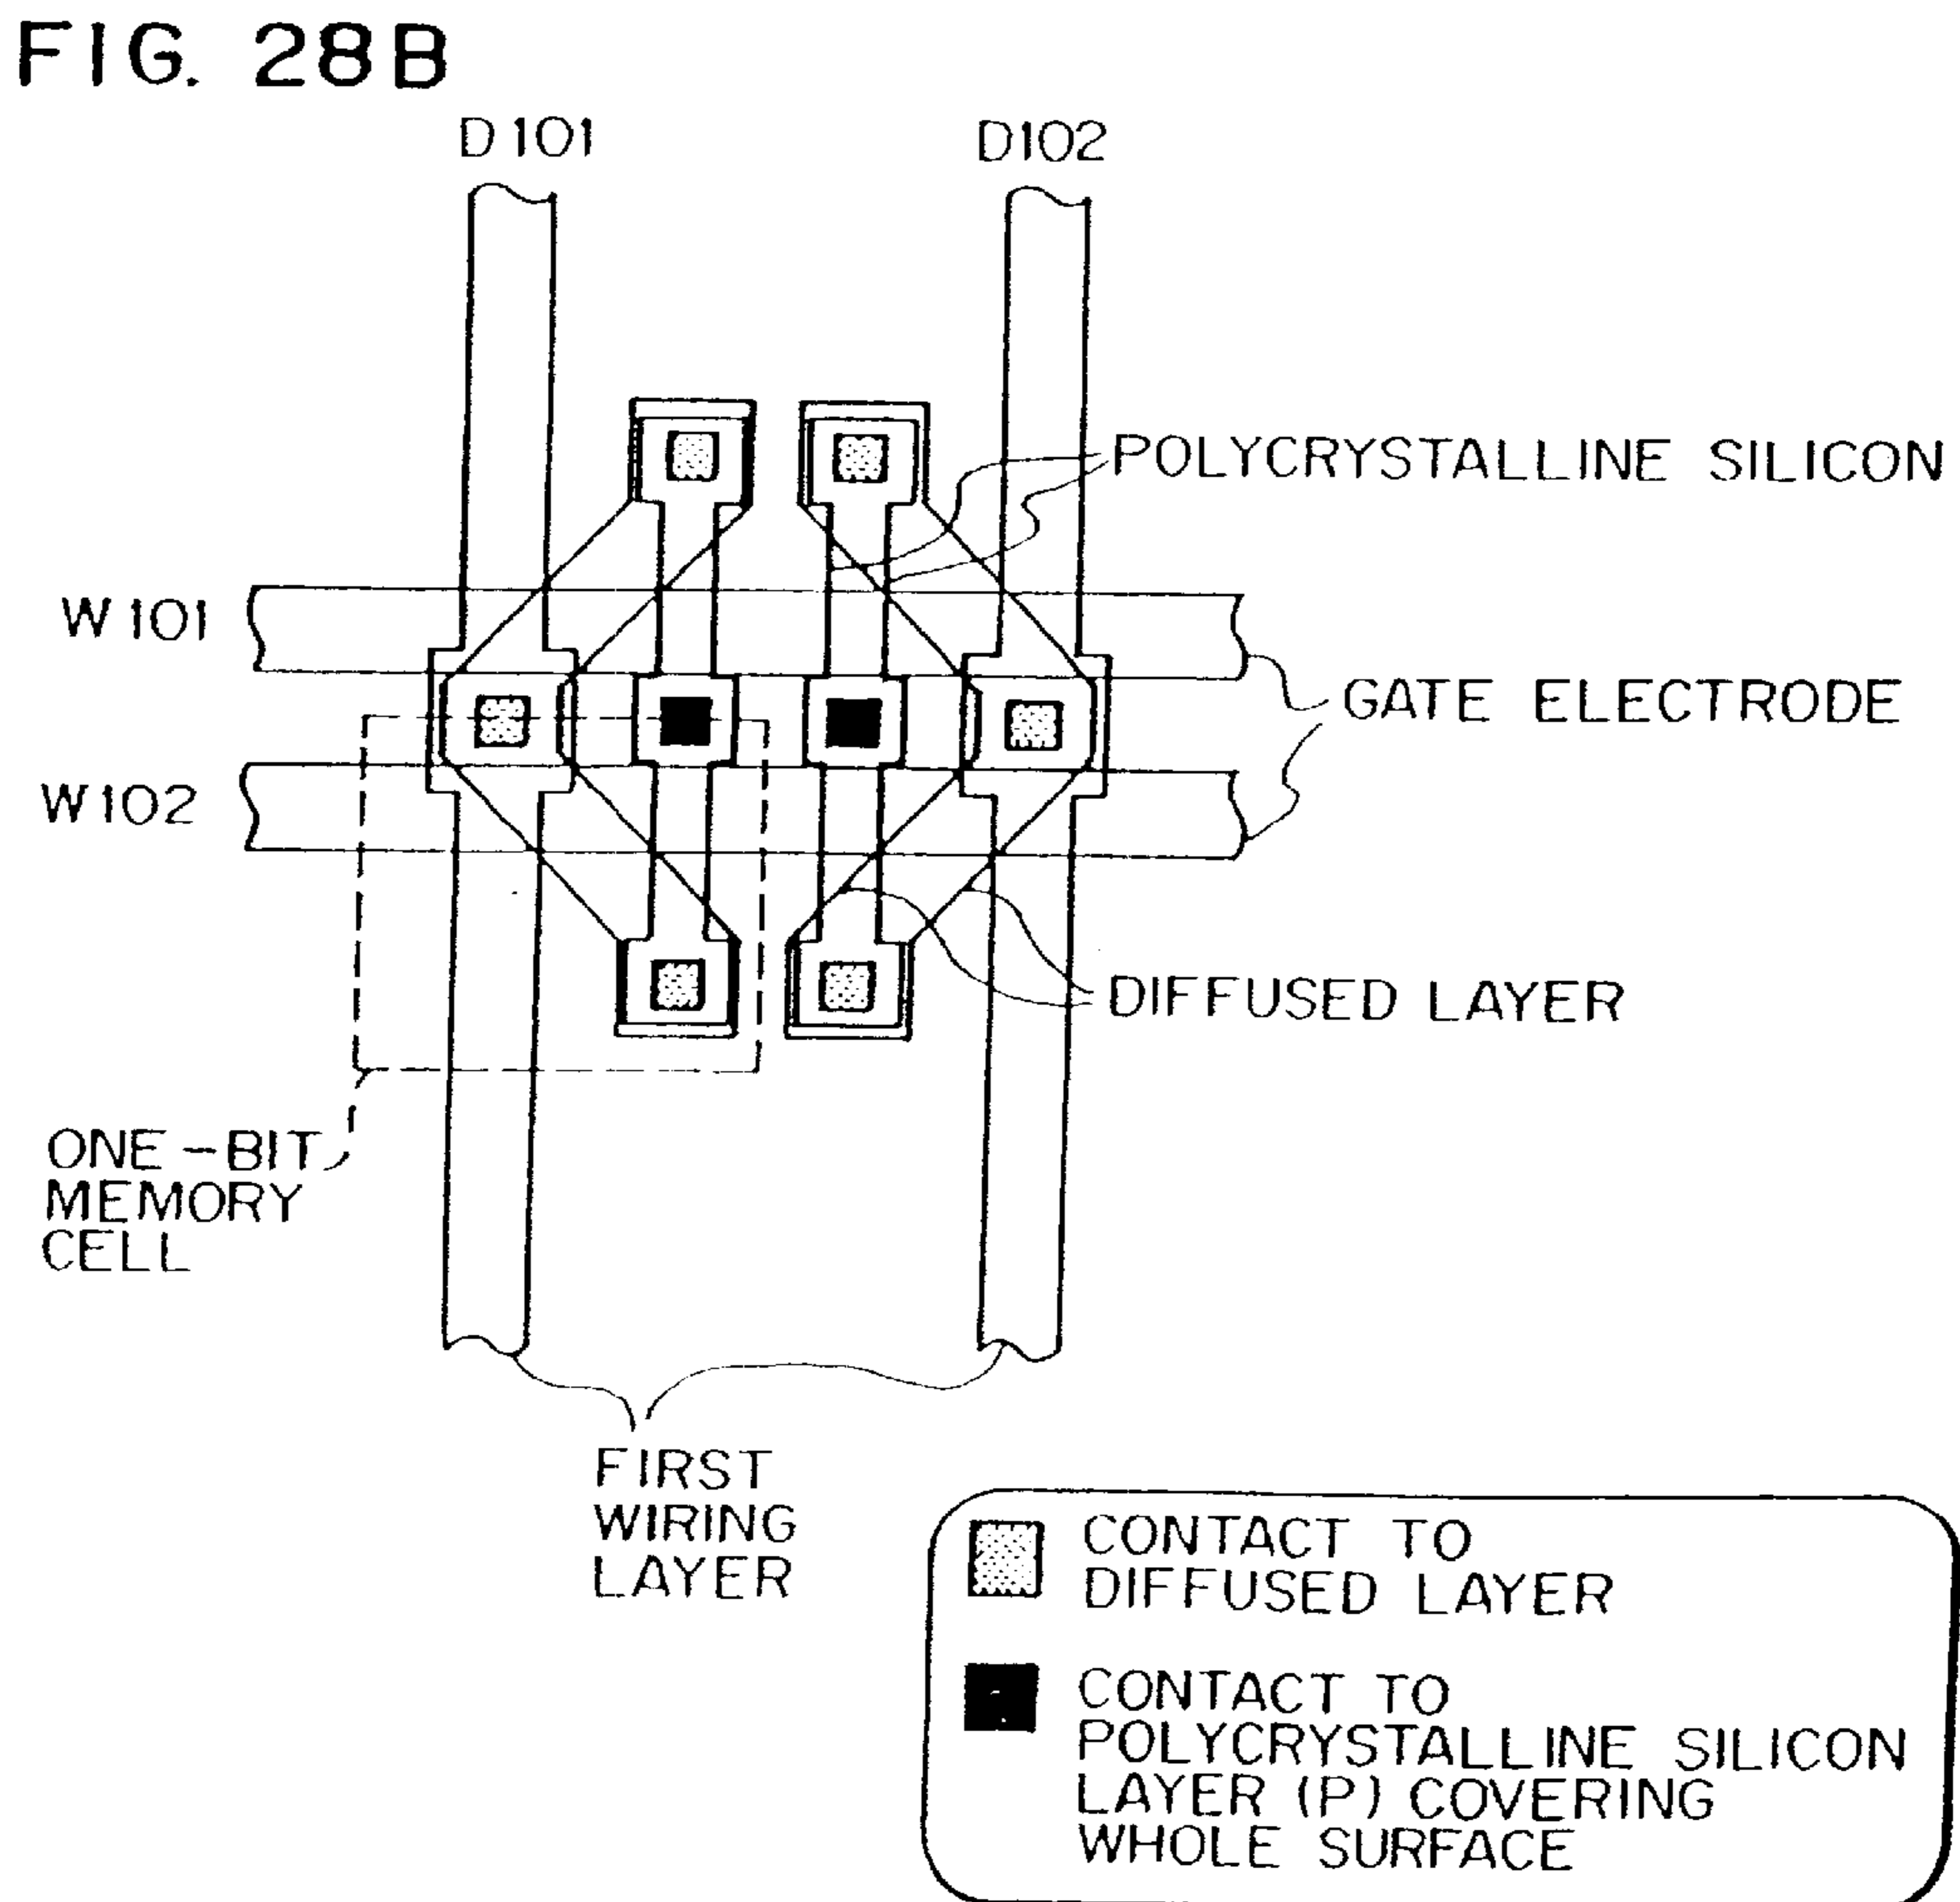 FIG. 28B
D101
D102
POLYCRYSTALLINE SILICON
W101
GATE ELECTRODE
W102
DIFFUSED LAYER
ONE-BIT
MEMORY
CELL
FIRST
WIRING
LAYER
CONTACT TO
DIFFUSED LAYER
CONTACT TO
POLYCRYSTALLINE SILICON
LAYER (P) COVERING
WHOLE SURFACE